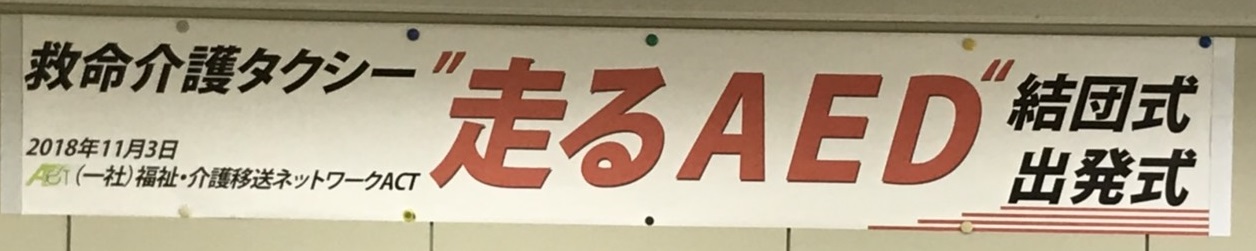 救命介護タクシー
"走るAED"
結団式
出発式
2018年11月3日
ACT (一社)福祉・介護移送ネットワークACT